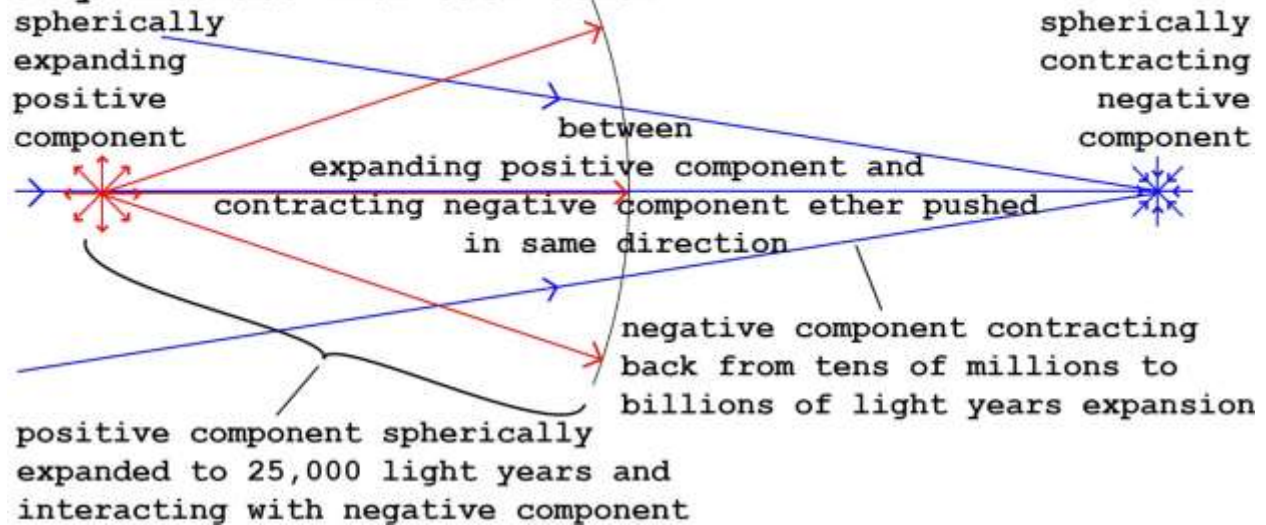 spherically
expanding
positive
component
spherically
contracting
negative
component
between
expanding positive component and
contracting negative component ether pushed
in same direction
negative component contracting
back from tens of millions to
billions of light years expansion
positive component spherically
expanded to 25,000 light years and
interacting with negative component